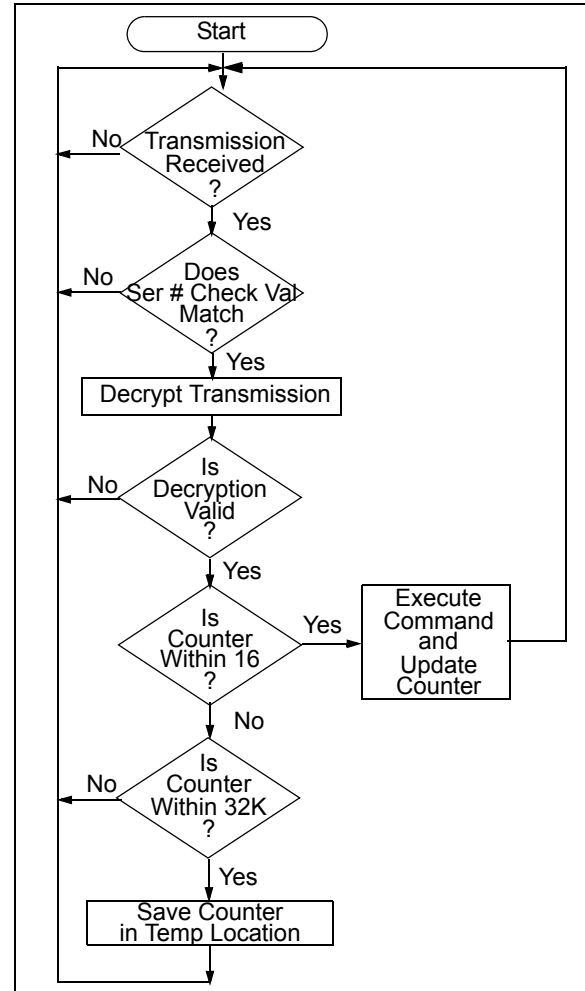 Start
No
Transmission
Received
?
Yes
No
Does
Ser # Check Val
Match
?
Yes
Decrypt Transmission
No
Is
Decryption
Valid
?
Yes
Is
Counter
Within 16
?
Yes
Execute
Command
and
Update
Counter
No
No
Is
Counter
Within 32K
?
Yes
Save Counter
in Temp Location